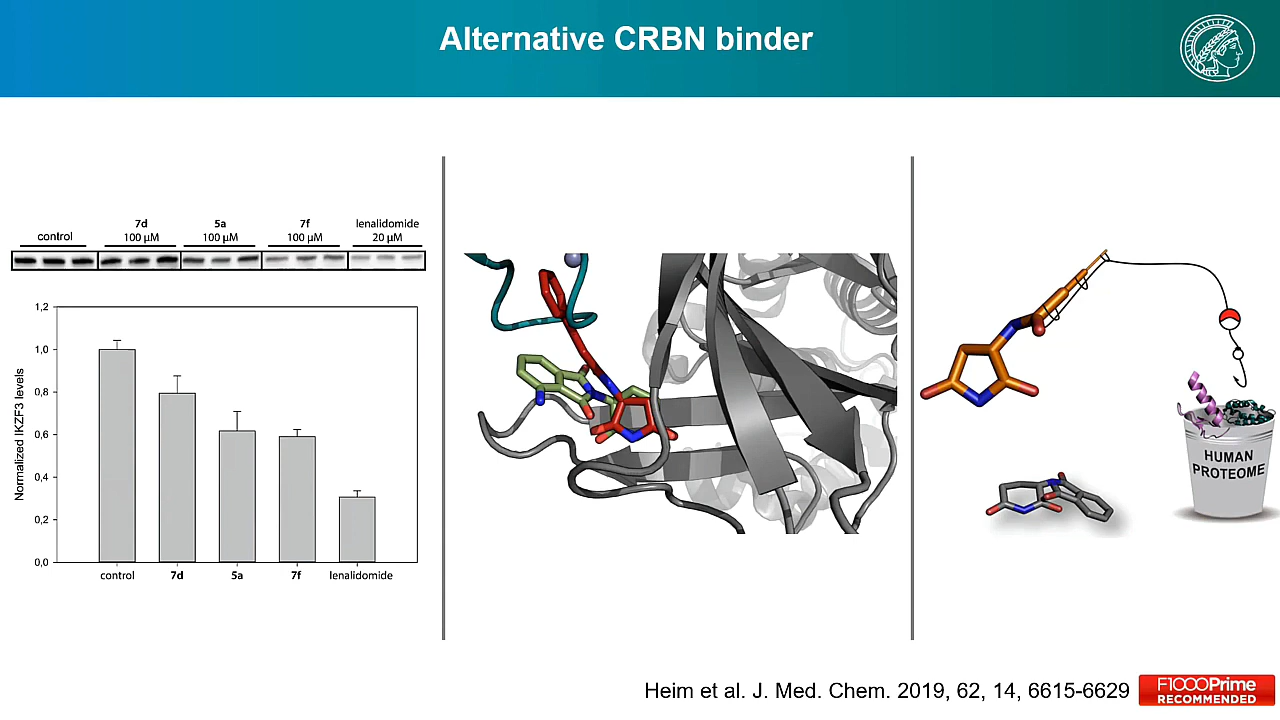 Alternative CRBN binder
control
7d
100 µM
5a
100 µM
7f
100 µM
lenalidomide
20 µM
Normalized IKZF3 levels
1,2
1,0
0,8
0,6
0,4
0,2
0,0
control
7d
5a
7f
lenalidomide
HUMAN
PROTEOME
Heim et al. J. Med. Chem. 2019, 62, 14, 6615-6629
F1000Prime
RECOMMENDED